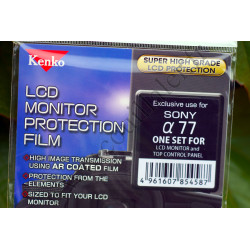 Kenko
SUPER HIGH GRADE
LCD PROTECTION
LCD
MONITOR
PROTECTION
FILM
HIGH IMAGE TRANSMISSION
USING AR COATED FILM
PROTECTION FROM THE
ELEMENTS
SIZED TO FIT YOUR LCD
MONITOR
Exclusive use for
SONY
α77
ONE SET FOR
LCD MONITOR and
TOP CONTROL PANEL
4 961607 854587